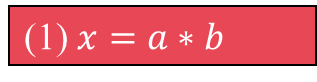 (1) x = a * b